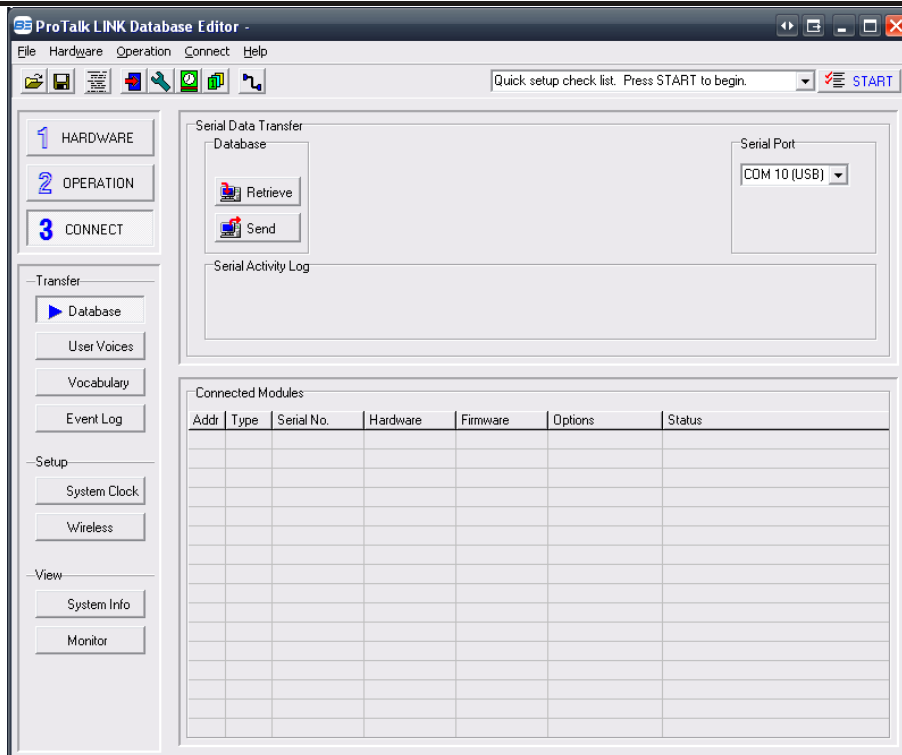 ProTalk LINK Database Editor -
File Hardware Operation Connect Help
Quick setup check list. Press START to begin. START
1 HARDWARE
2 OPERATION
3 CONNECT
Transfer
Database
User Voices
Vocabulary
Event Log
Setup
System Clock
Wireless
View
System Info
Monitor
Serial Data Transfer
Database
Retrieve
Send
Serial Port
COM 10 (USB)
Serial Activity Log
Connected Modules
Addr Type Serial No. Hardware Firmware Options Status